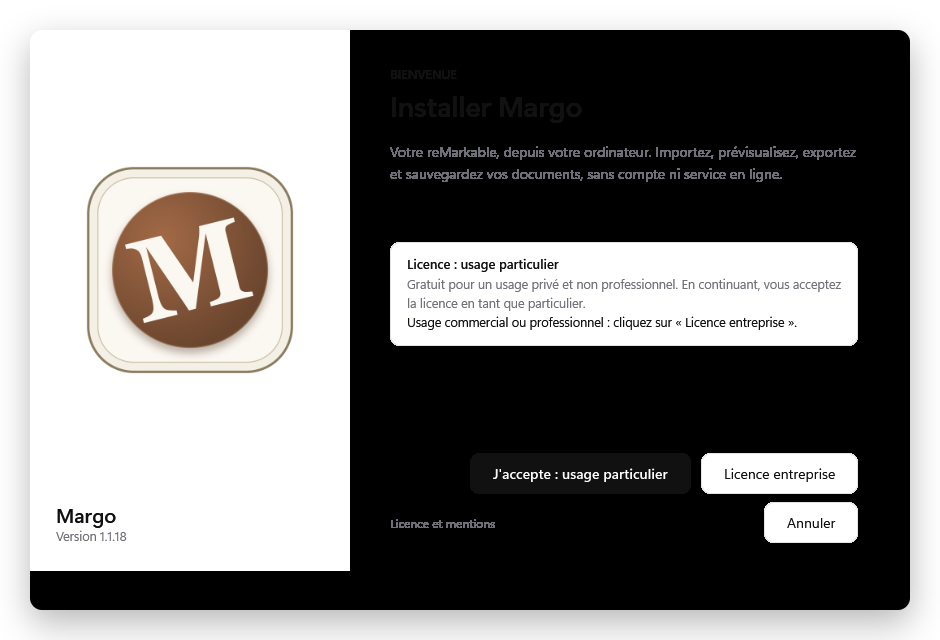 M
Margo
Version 1.1.18
BIENVENUE
Installer Margo
Votre reMarkable, depuis votre ordinateur. Importez, prévisualisez, exportez
et sauvegardez vos documents, sans compte ni service en ligne.
Licence : usage particulier
Gratuit pour un usage privé et non professionnel. En continuant, vous acceptez
la licence en tant que particulier.
Usage commercial ou professionnel : cliquez sur « Licence entreprise ».
J'accepte : usage particulier
Licence entreprise
Licence et mentions
Annuler